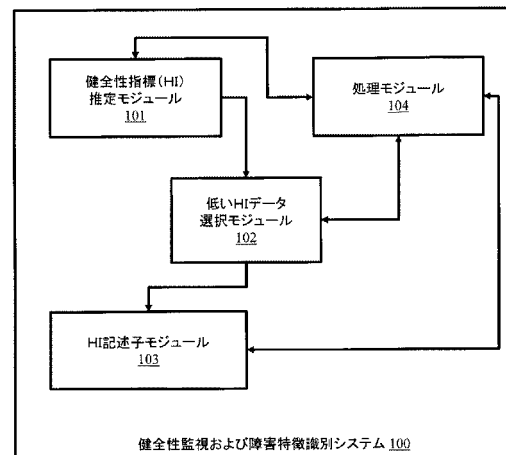 健全性指標(HI)
推定モジュール
101
処理モジュール
104
低いHIデータ
選択モジュール
102
HI記述子モジュール
103
健全性監視および障害特徴識別システム 100